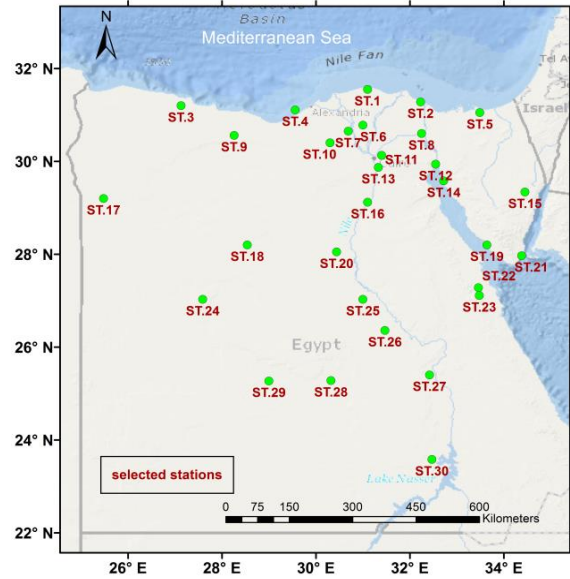 Basin
N
Mediterranean Sea
Nile Fan
32° N
Tel Aviv
ST.1
ST.2
ST.3
ST.4
Alexandria
ST.5
Israel
ST.6
ST.7
ST.8
ST.9
ST.10
30° N
ST.11
ST.12
ST.13
ST.14
ST.15
ST.17
ST.16
Nile
28° N
ST.18
ST.19
ST.20
ST.21
ST.22
ST.23
ST.24
ST.25
ST.26
Egypt
26° N
ST.29
ST.28
ST.27
24° N
selected stations
Lake Nasser
ST.30
0 75 150 300 450 600
Kilometers
22° N
26° E 28° E 30° E 32° E 34° E